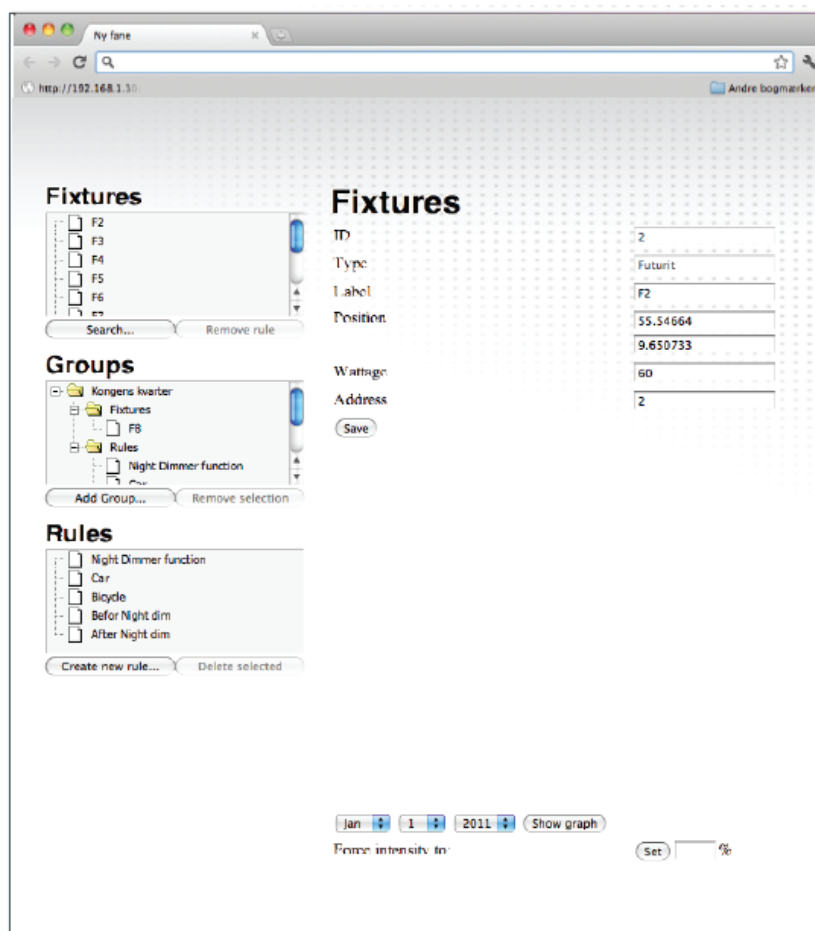 Ny fane
http://192.168.1.30
Andre bogmærker
Fixtures
F2
F3
F4
F5
F6
F7
Search...
Remove rule
Groups
Kongens kvarter
Fixtures
F8
Rules
Night Dimmer function
Car
Add Group...
Remove selection
Rules
Night Dimmer function
Car
Bicycle
Befor Night dim
After Night dim
Create new rule...
Delete selected
Fixtures
ID 2
Type Futurit
Label F2
Position 55.54664
9.650733
Wattage 60
Address 2
Save
Jan 1 2011 Show graph
Force intensity to: Set %